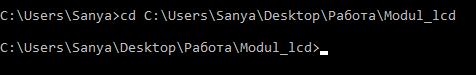 C:\Users\Sanya>cd C:\Users\Sanya\Desktop\Работа\Modul_lcd
C:\Users\Sanya\Desktop\Работа\Modul_lcd>